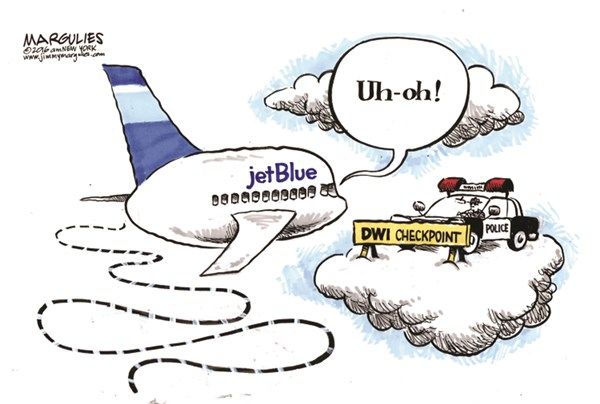 MARGULIES
©2016 amNEW YORK
www.jimmymargulies.com
Uh-oh!
jetBlue
DWI CHECKPOINT
POLICE